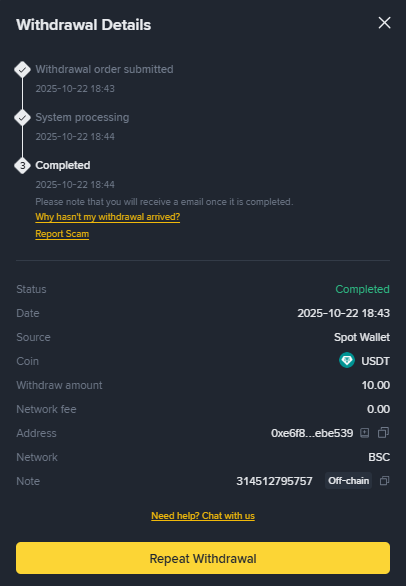 Withdrawal Details
Withdrawal order submitted
2025-10-22 18:43
System processing
2025-10-22 18:44
3 Completed
2025-10-22 18:44
Please note that you will receive a email once it is completed.
Why hasn't my withdrawal arrived?
Report Scam
Status Completed
Date 2025-10-22 18:43
Source Spot Wallet
Coin USDT
Withdraw amount 10.00
Network fee 0.00
Address 0xe6f8...ebe539
Network BSC
Note 314512795757 Off-chain
Need help? Chat with us
Repeat Withdrawal